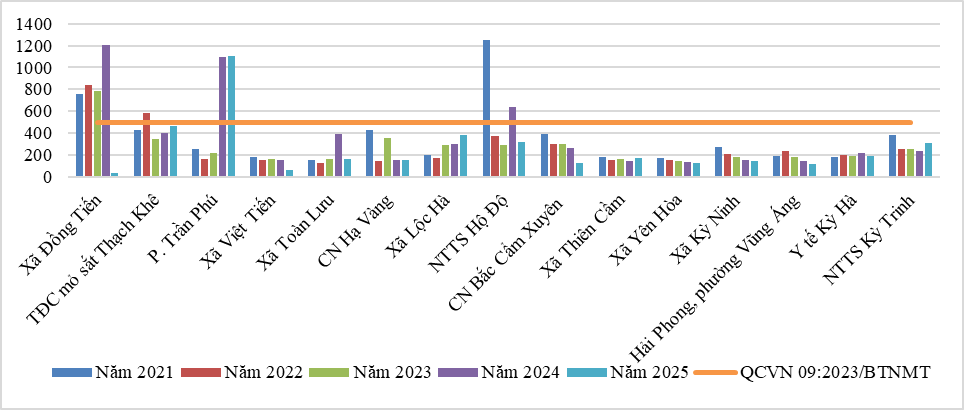 1400
1200
1000
800
600
400
200
0
Xã Đồng Tiến
TĐC mỏ sắt Thạch Khê
P. Trần Phú
Xã Việt Tiến
Xã Toàn Lưu
CN Hạ Vàng
Xã Lộc Hà
NTTS Hộ Độ
CN Bắc Cẩm Xuyên
Xã Thiên Cầm
Xã Yên Hòa
Xã Kỳ Ninh
Hải Phong, phường Vũng Áng
Y tế Kỳ Hà
NTTS Kỳ Trinh
Năm 2021 Năm 2022 Năm 2023 Năm 2024 Năm 2025 QCVN 09:2023/BTNMT